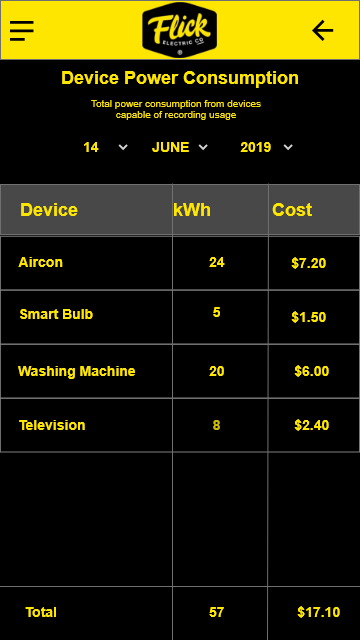 Flick
ELECTRIC CO
®
Device Power Consumption
Total power consumption from devices
capable of recording usage
14 JUNE 2019
Device kWh Cost
Aircon 24 $7.20
Smart Bulb 5 $1.50
Washing Machine 20 $6.00
Television 8 $2.40
Total 57 $17.10